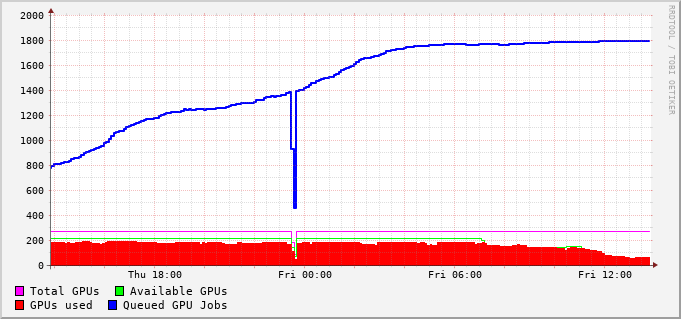 2000
1800
1600
1400
1200
1000
800
600
400
200
0
Thu 18:00 Fri 00:00 Fri 06:00 Fri 12:00
Total GPUs Available GPUs
GPUs used Queued GPU Jobs
RRDTOOL / TOBI OETIKER